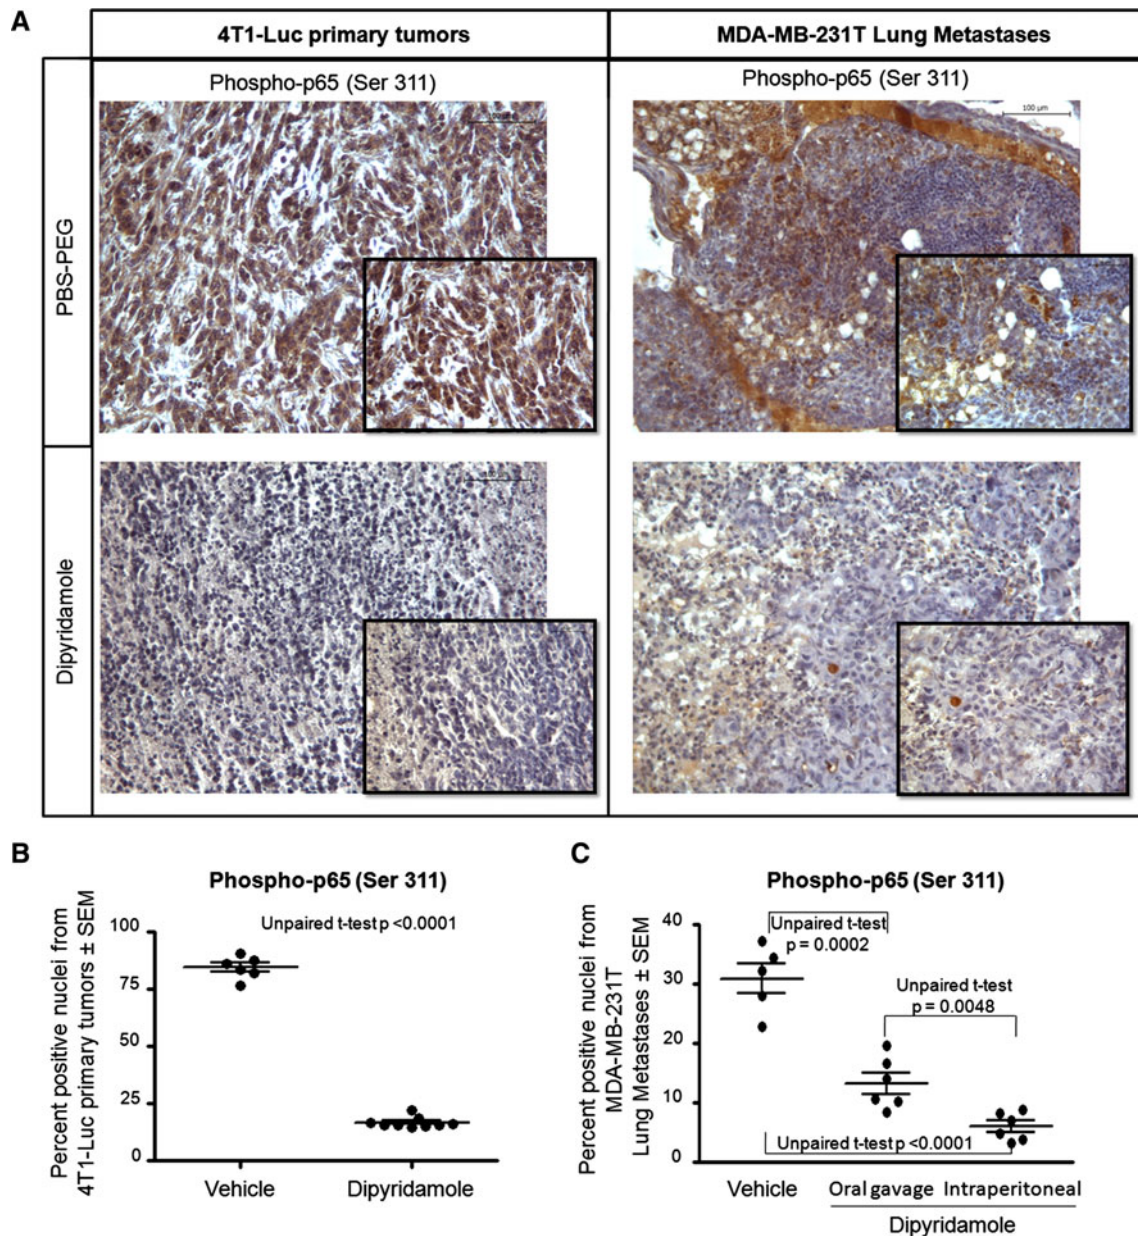 A
4T1-Luc primary tumors
MDA-MB-231T Lung Metastases
Phospho-p65 (Ser 311)
Phospho-p65 (Ser 311)
PBS-PEG
100 µm
Dipyridamole
B
Phospho-p65 (Ser 311)
Percent positive nuclei from
4T1-Luc primary tumors ± SEM
Unpaired t-test p <0.0001
100
75
50
25
0
Vehicle
Dipyridamole
C
Phospho-p65 (Ser 311)
Percent positive nuclei from
MDA-MB-231T
Lung Metastases ± SEM
40
30
20
10
0
Unpaired t-test
p = 0.0002
Unpaired t-test
p = 0.0048
Unpaired t-test p <0.0001
Vehicle
Oral gavage
Intraperitoneal
Dipyridamole